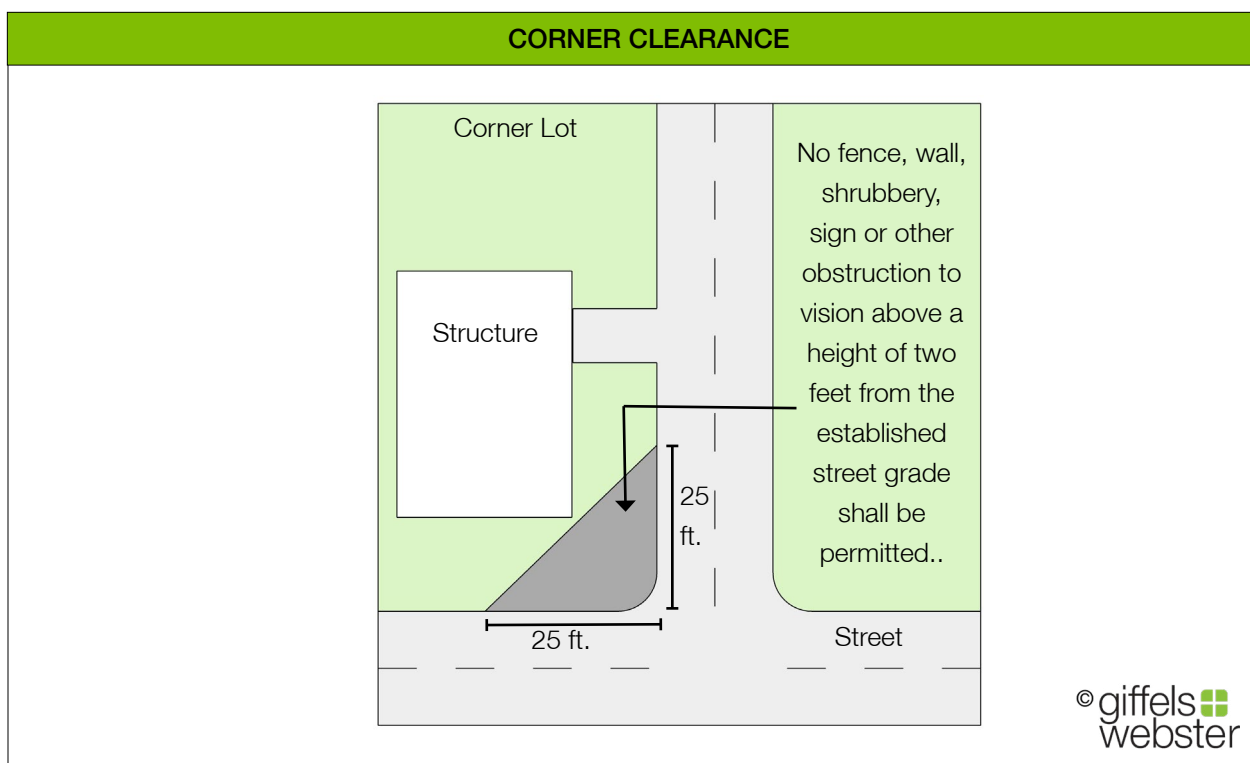 CORNER CLEARANCE
Corner Lot
No fence, wall,
shrubbery,
sign or other
obstruction to
vision above a
height of two
feet from the
established
street grade
shall be
permitted..
Structure
25
ft.
25 ft.
Street
© giffels
webster